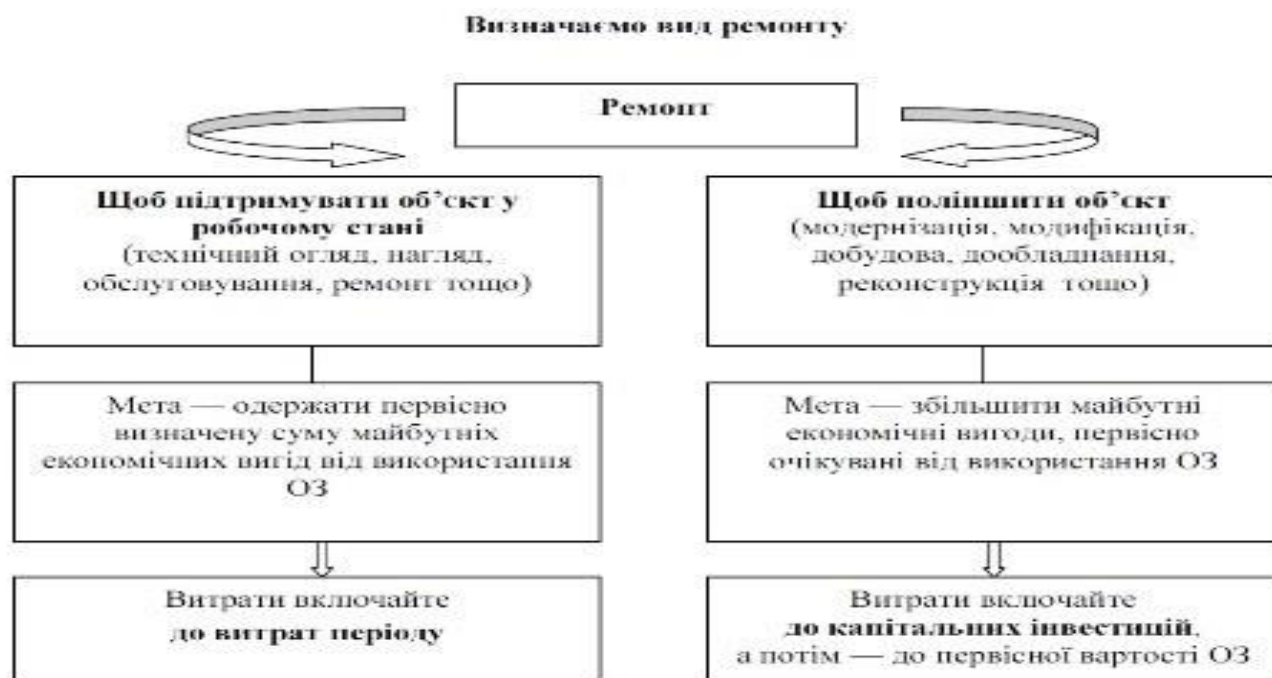 Визначаємо вид ремонту
Ремонт
Щоб підтримувати об’єкт у
робочому стані
(технічний огляд, нагляд,
обслуговування, ремонт тощо)
Мета — одержати первісно
визначену суму майбутніх
економічних вигід від використання
ОЗ
Витрати включайте
до витрат періоду
Щоб поліпшити об’єкт
(модернізація, модифікація,
добудова, дообладнання,
реконструкція тощо)
Мета — збільшити майбутні
економічні вигоди, первісно
очікувані від використання ОЗ
Витрати включайте
до капітальних інвестицій,
а потім — до первісної вартості ОЗ